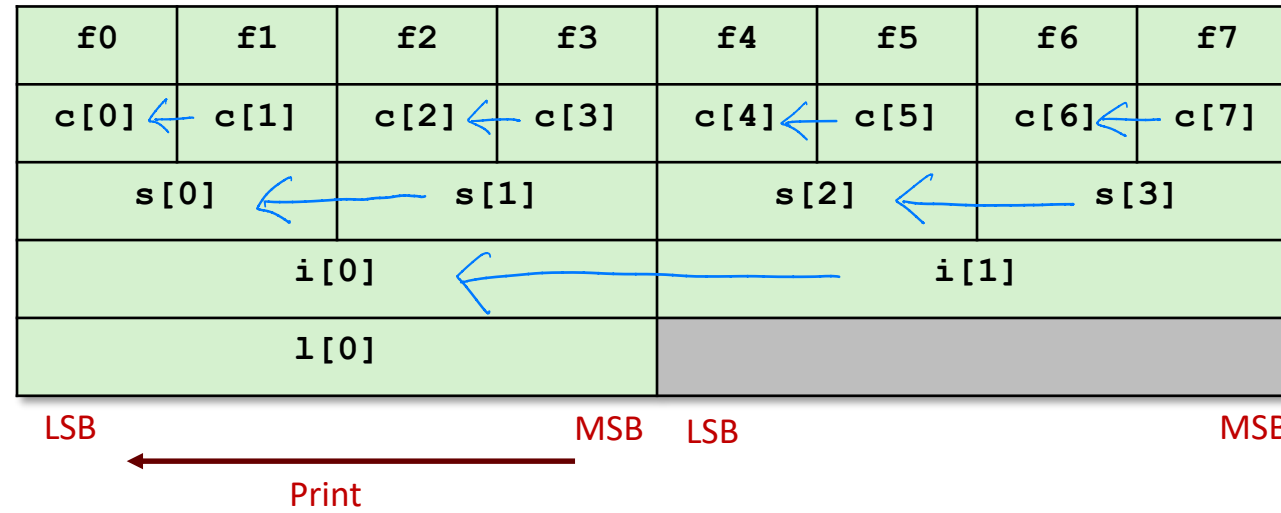 f0 f1 f2 f3 f4 f5 f6 f7
c[0] c[1] c[2] c[3] c[4] c[5] c[6] c[7]
s[0] s[1] s[2] s[3]
i[0] i[1]
l[0]
LSB MSB LSB MSB
Print